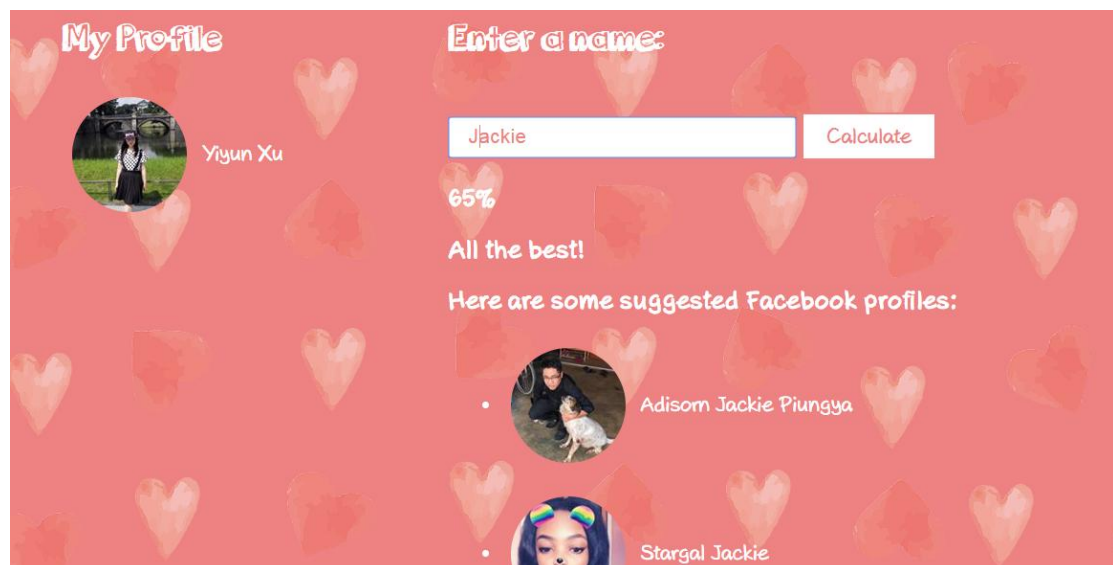 My Profile
Enter a name:
Yiyun Xu
Jackie
Calculate
65%
All the best!
Here are some suggested Facebook profiles:
Adisorn Jackie Piungya
Stargal Jackie